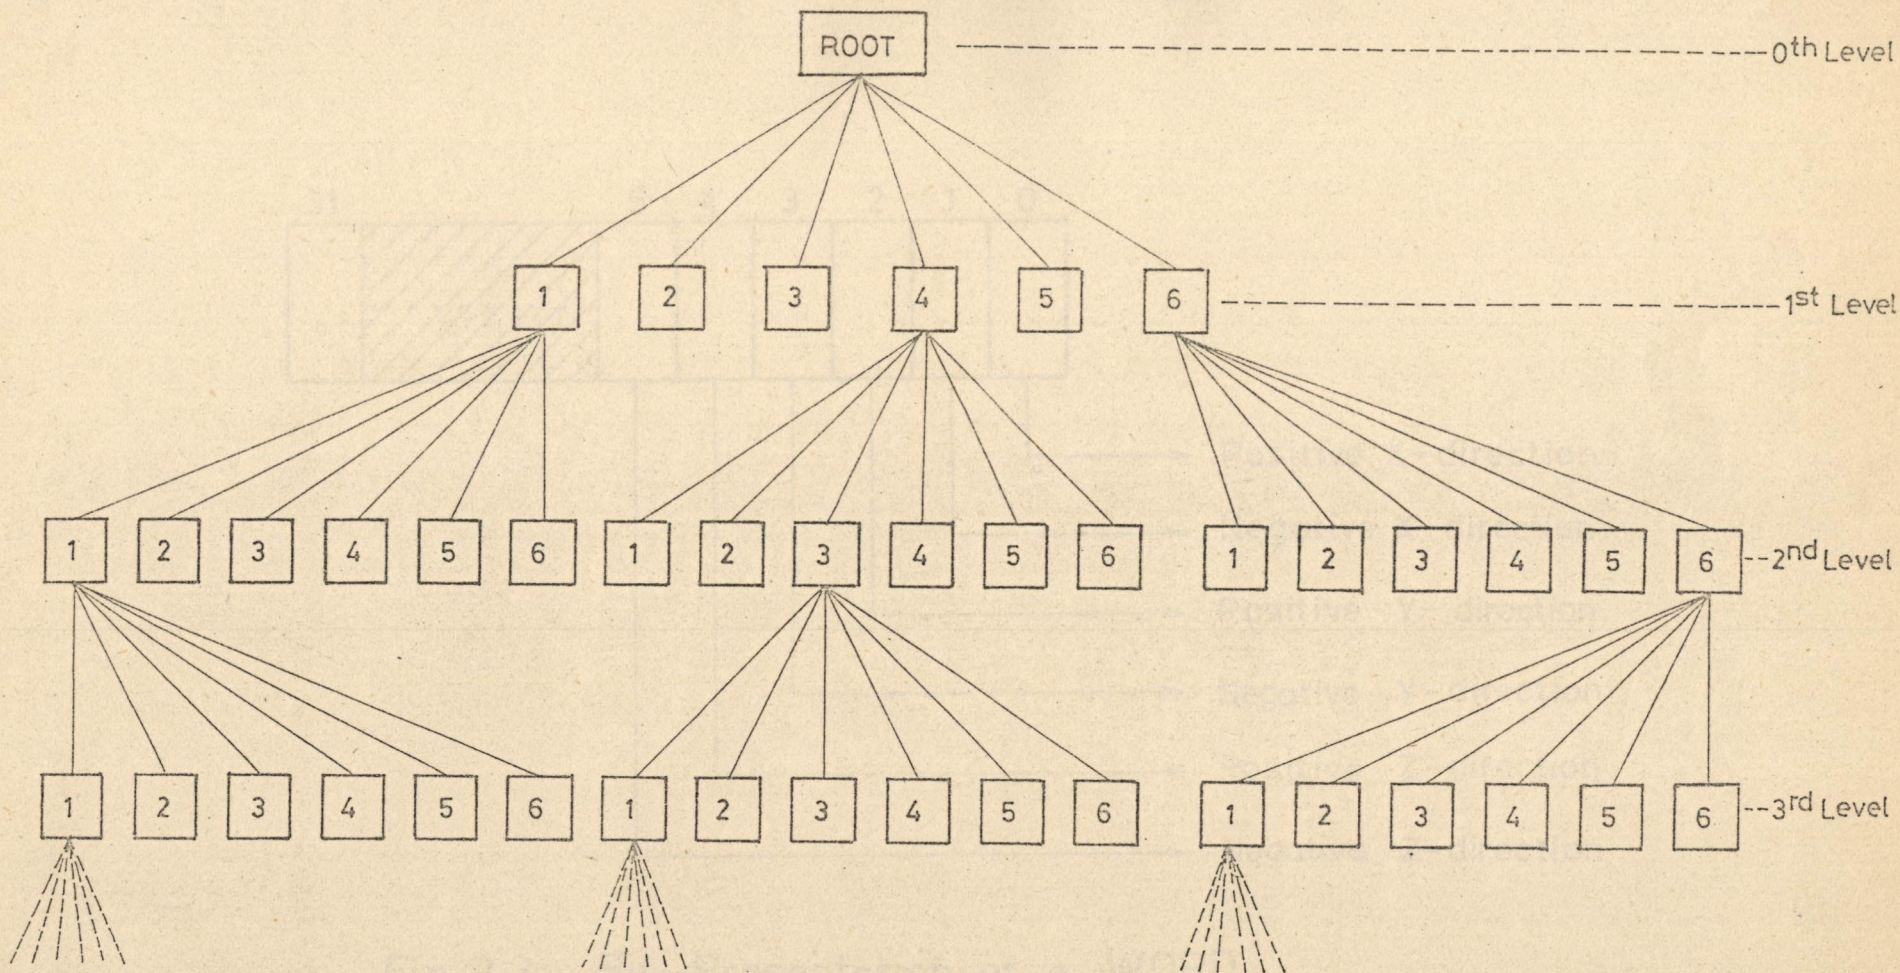 ROOT 0th Level
1 2 3 4 5 6 1st Level
1 2 3 4 5 6 1 2 3 4 5 6 1 2 3 4 5 6 2nd Level
1 2 3 4 5 6 1 2 3 4 5 6 1 2 3 4 5 6 3rd Level